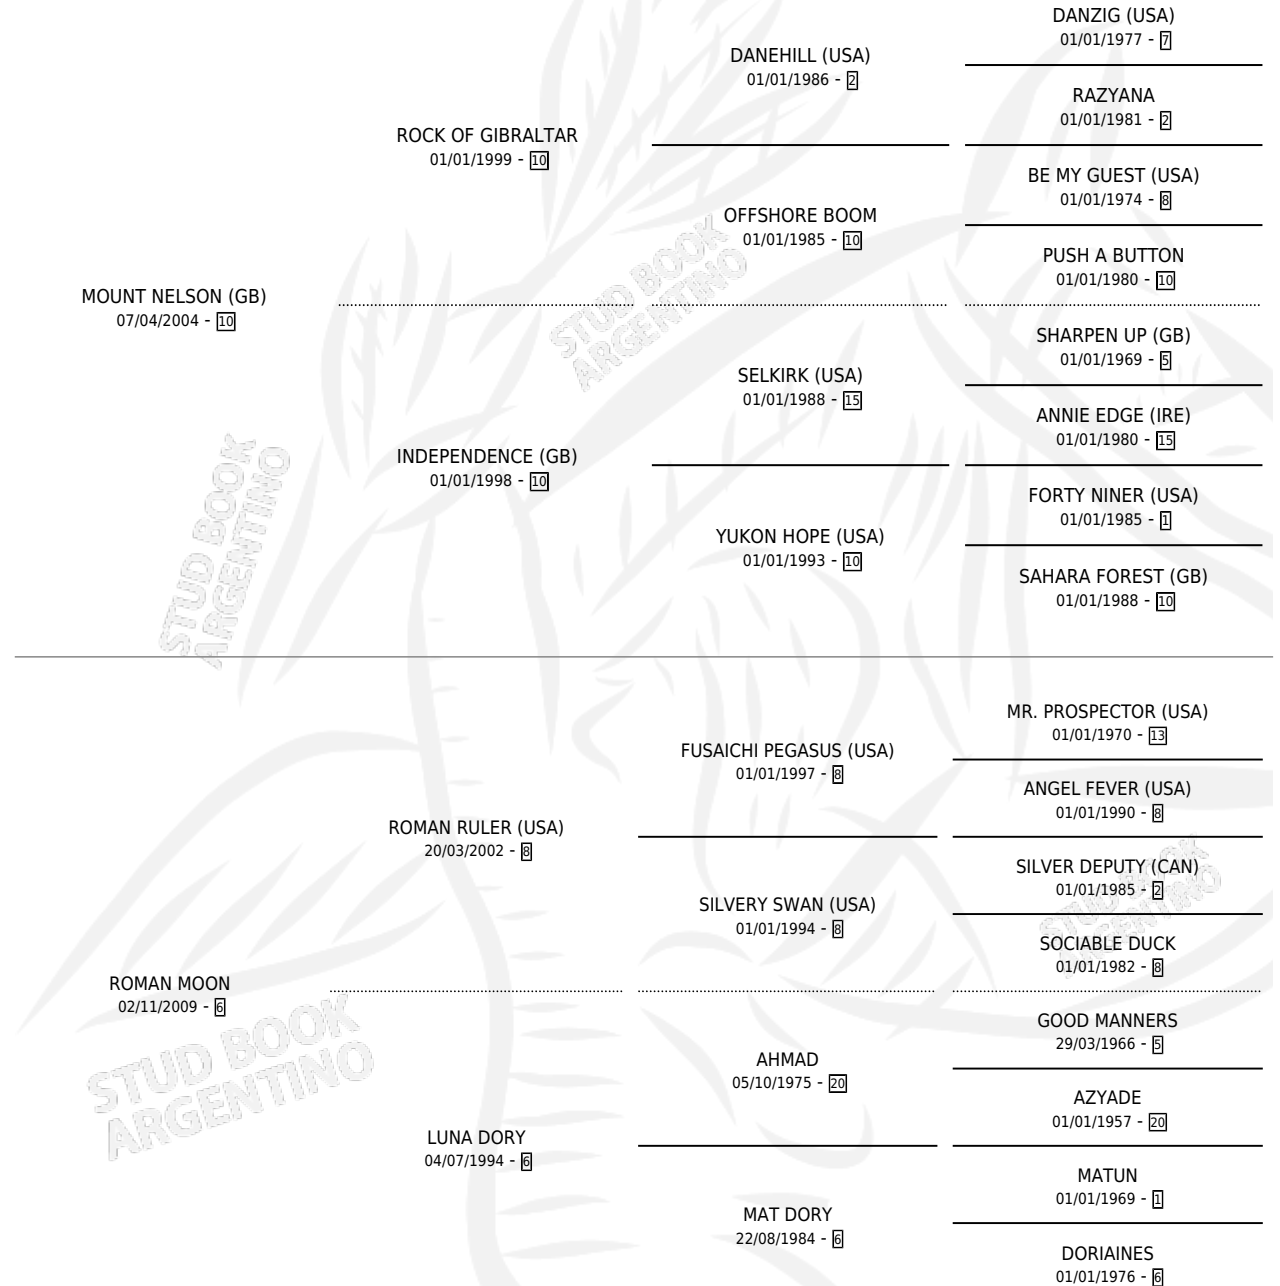 DANZIG (USA)
01/01/1977 - 7
DANEHILL (USA)
01/01/1986 - 2
RAZYANA
01/01/1981 - 2
ROCK OF GIBRALTAR
01/01/1999 - 10
BE MY GUEST (USA)
01/01/1974 - 8
OFFSHORE BOOM
01/01/1985 - 10
PUSH A BUTTON
01/01/1980 - 10
MOUNT NELSON (GB)
07/04/2004 - 10
STUD BOOK
ARGENTINO
SHARPEN UP (GB)
01/01/1969 - 5
SELKIRK (USA)
01/01/1988 - 15
ANNIE EDGE (IRE)
01/01/1980 - 15
INDEPENDENCE (GB)
01/01/1998 - 10
FORTY NINER (USA)
01/01/1985 - 1
YUKON HOPE (USA)
01/01/1993 - 10
SAHARA FOREST (GB)
01/01/1988 - 10
STUD BOOK
ARGENTINO
MR. PROSPECTOR (USA)
01/01/1970 - 13
FUSAICHI PEGASUS (USA)
01/01/1997 - 8
ANGEL FEVER (USA)
01/01/1990 - 8
ROMAN RULER (USA)
20/03/2002 - 8
SILVER DEPUTY (CAN)
01/01/1985 - 2
SILVERY SWAN (USA)
01/01/1994 - 8
STUD BOOK
ARGENTINO
SOCIABLE DUCK
01/01/1982 - 8
ROMAN MOON
02/11/2009 - 6
STUD BOOK
ARGENTINO
GOOD MANNERS
29/03/1966 - 5
AHMAD
05/10/1975 - 20
AZYADE
01/01/1957 - 20
LUNA DORY
04/07/1994 - 6
MATUN
01/01/1969 - 1
MAT DORY
22/08/1984 - 6
DORIAINES
01/01/1976 - 6